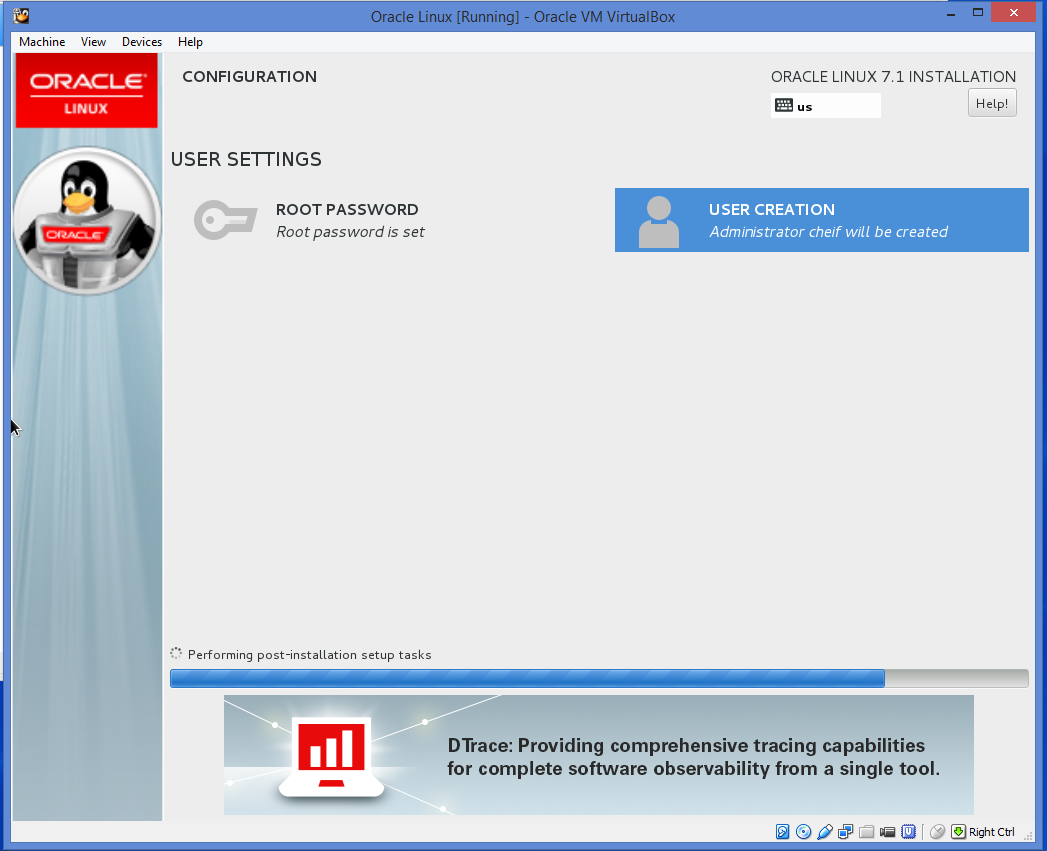 Oracle Linux [Running] - Oracle VM VirtualBox
Machine View Devices Help
ORACLE
LINUX
CONFIGURATION
ORACLE LINUX 7.1 INSTALLATION
us
Help!
ORACLE
USER SETTINGS
ROOT PASSWORD
Root password is set
USER CREATION
Administrator cheif will be created
Performing post-installation setup tasks
DTrace: Providing comprehensive tracing capabilities
for complete software observability from a single tool.
Right Ctrl